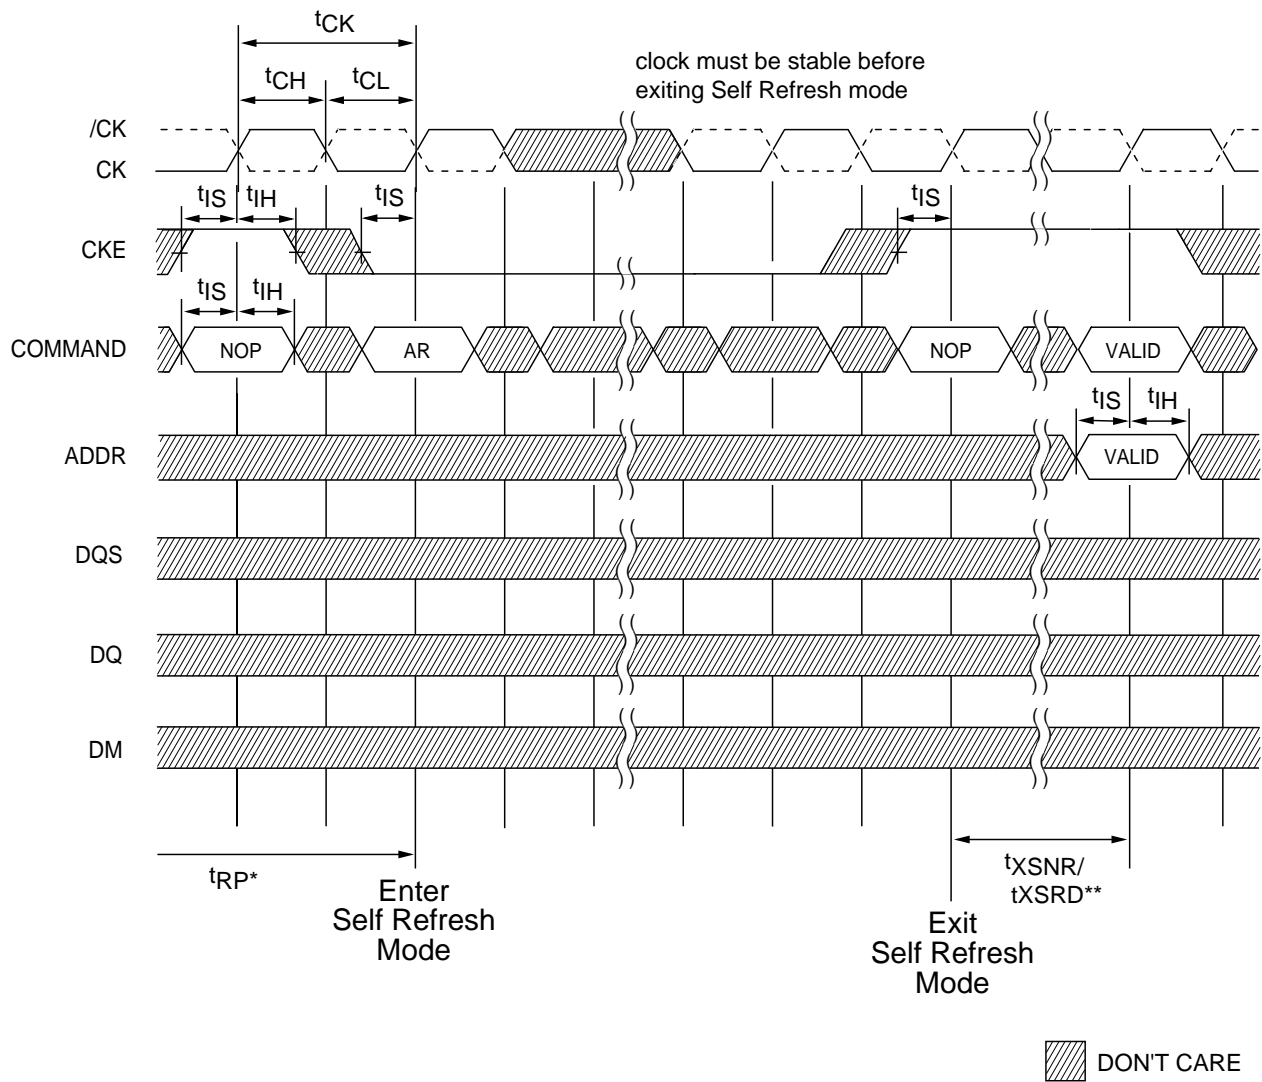 tCK
tCH
tCL
clock must be stable before
exiting Self Refresh mode
/CK
CK
tIS
tIH
tIS
tIS
CKE
tIS
tIH
COMMAND
NOP
AR
NOP
VALID
tIS
tIH
ADDR
VALID
DQS
DQ
DM
tRP*
Enter
Self Refresh
Mode
tXSNR/
tXSRD**
Exit
Self Refresh
Mode
DON'T CARE